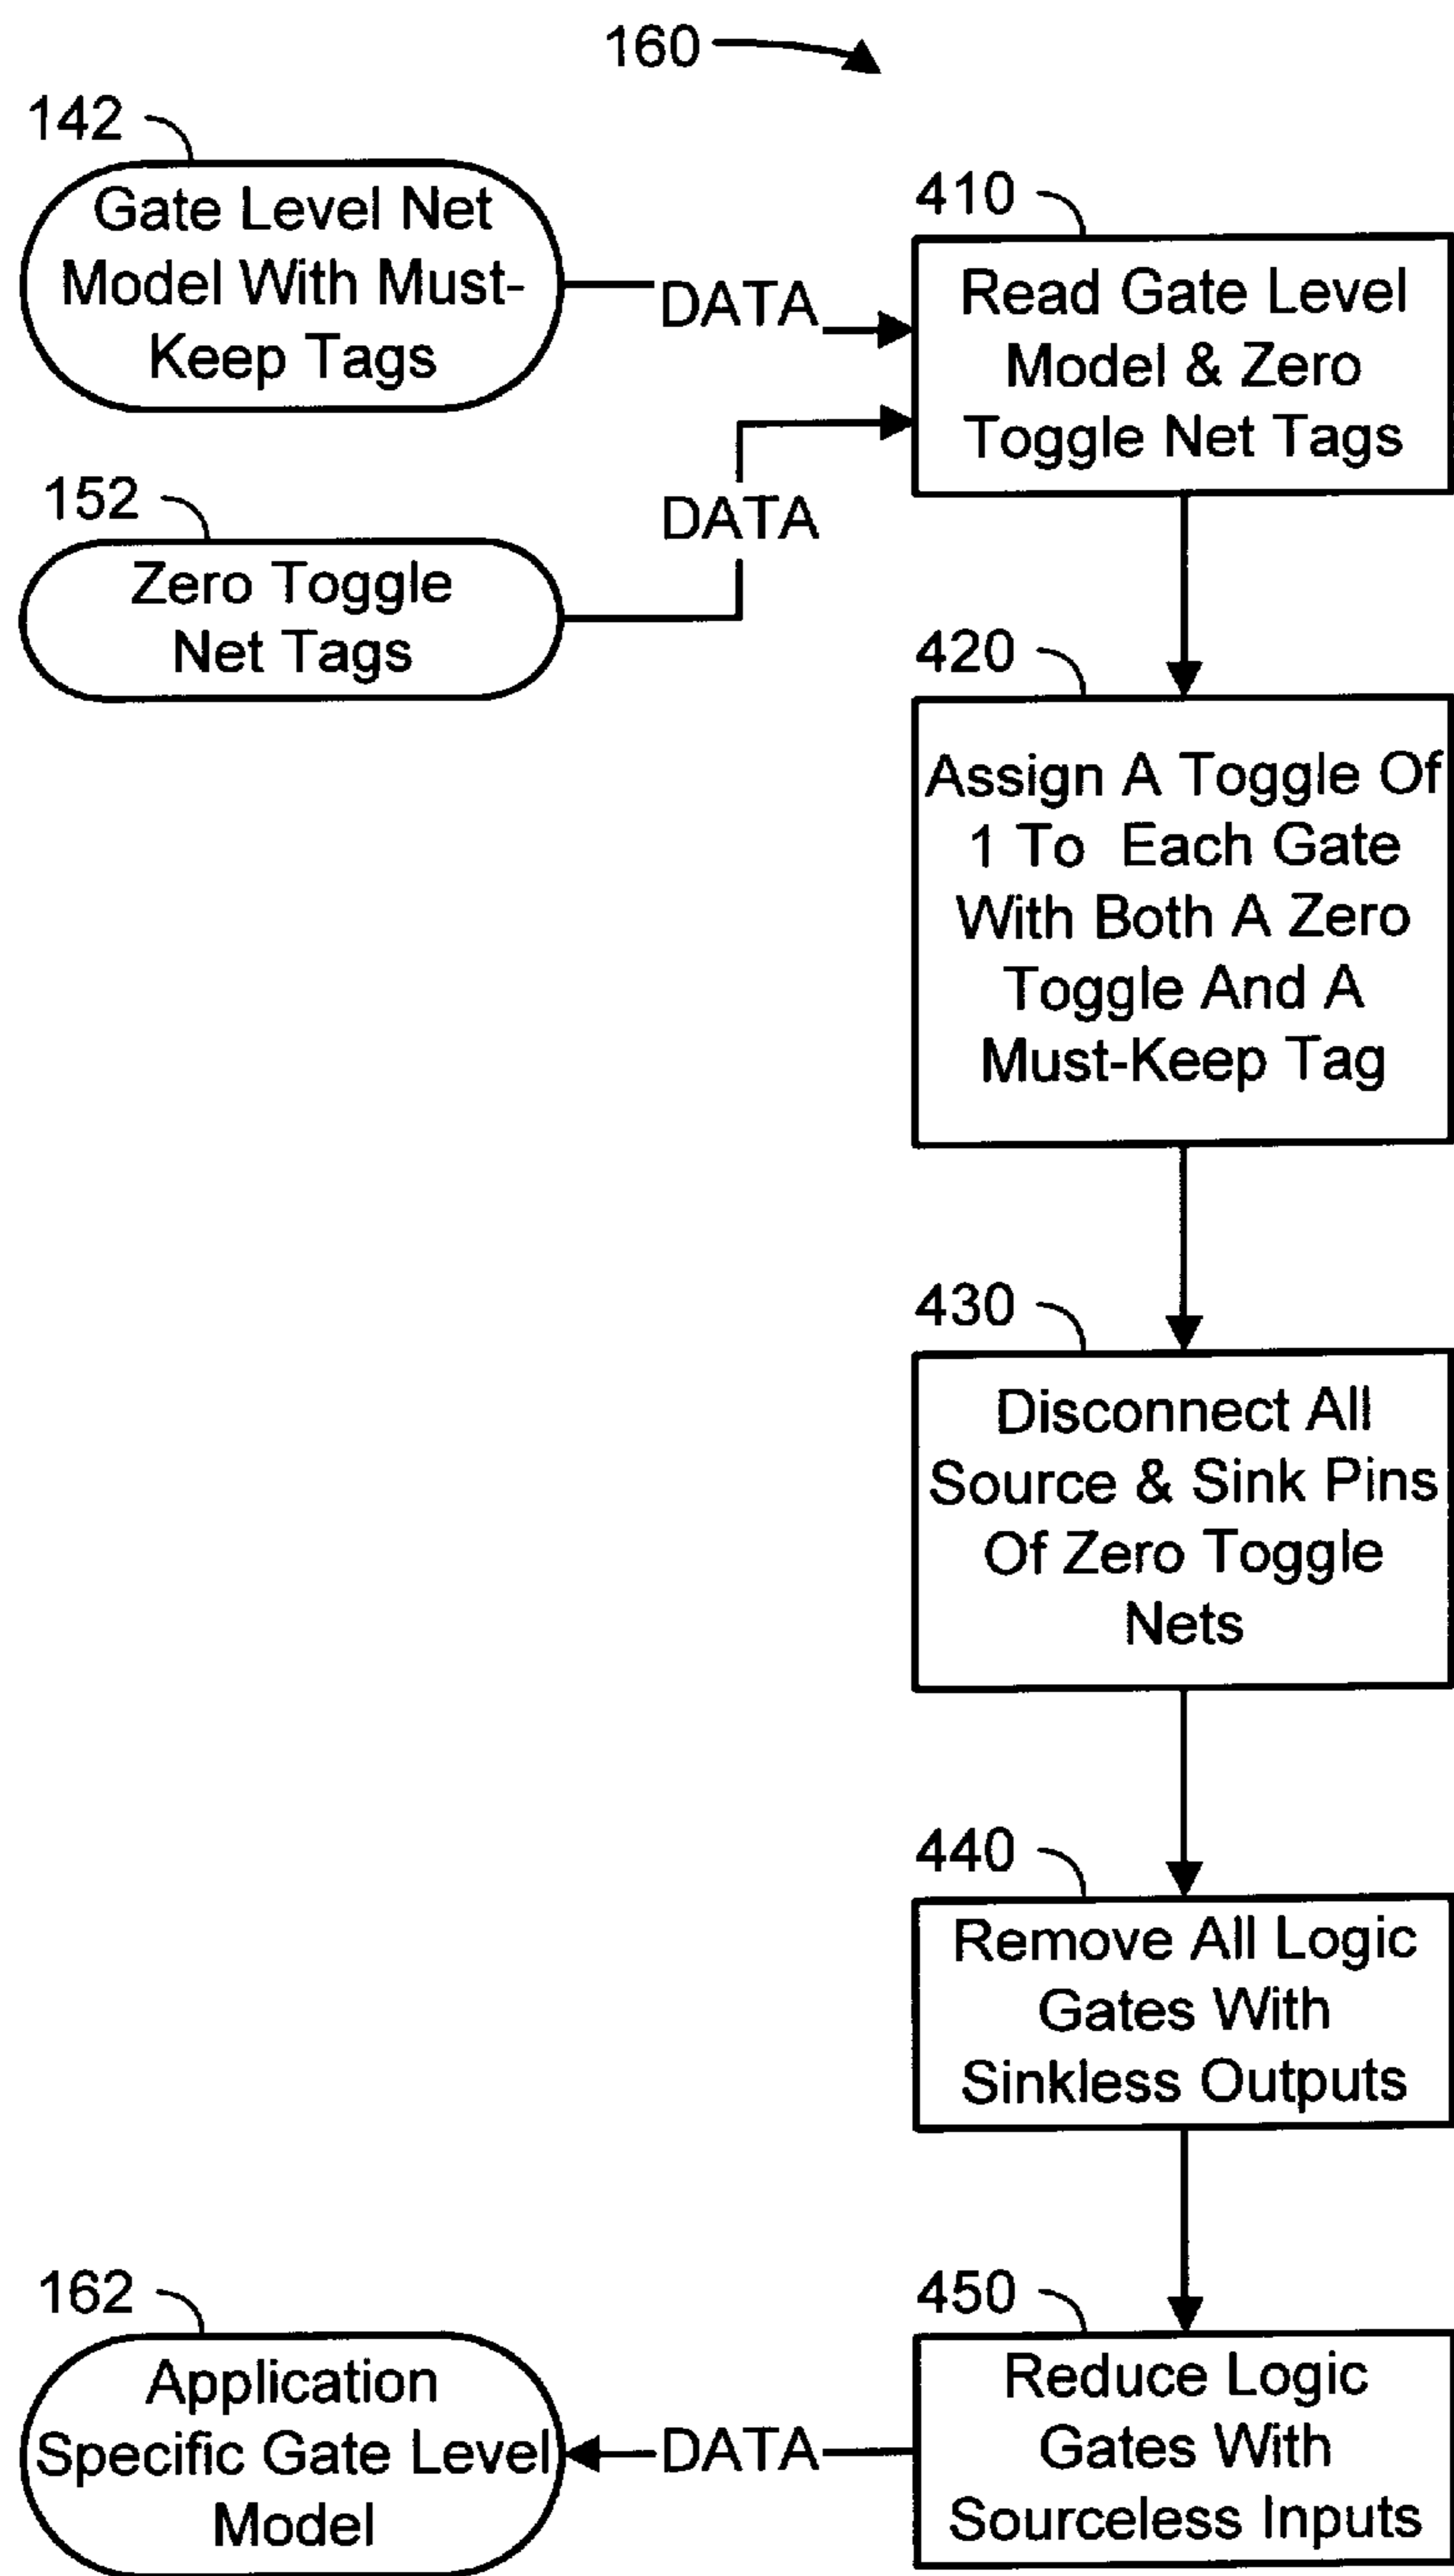 160
142
Gate Level Net
Model With Must-
Keep Tags
DATA
410
Read Gate Level
Model & Zero
Toggle Net Tags
152
Zero Toggle
Net Tags
DATA
420
Assign A Toggle Of
1 To Each Gate
With Both A Zero
Toggle And A
Must-Keep Tag
430
Disconnect All
Source & Sink Pins
Of Zero Toggle
Nets
440
Remove All Logic
Gates With
Sinkless Outputs
450
Reduce Logic
Gates With
Sourceless Inputs
DATA
162
Application
Specific Gate Level
Model